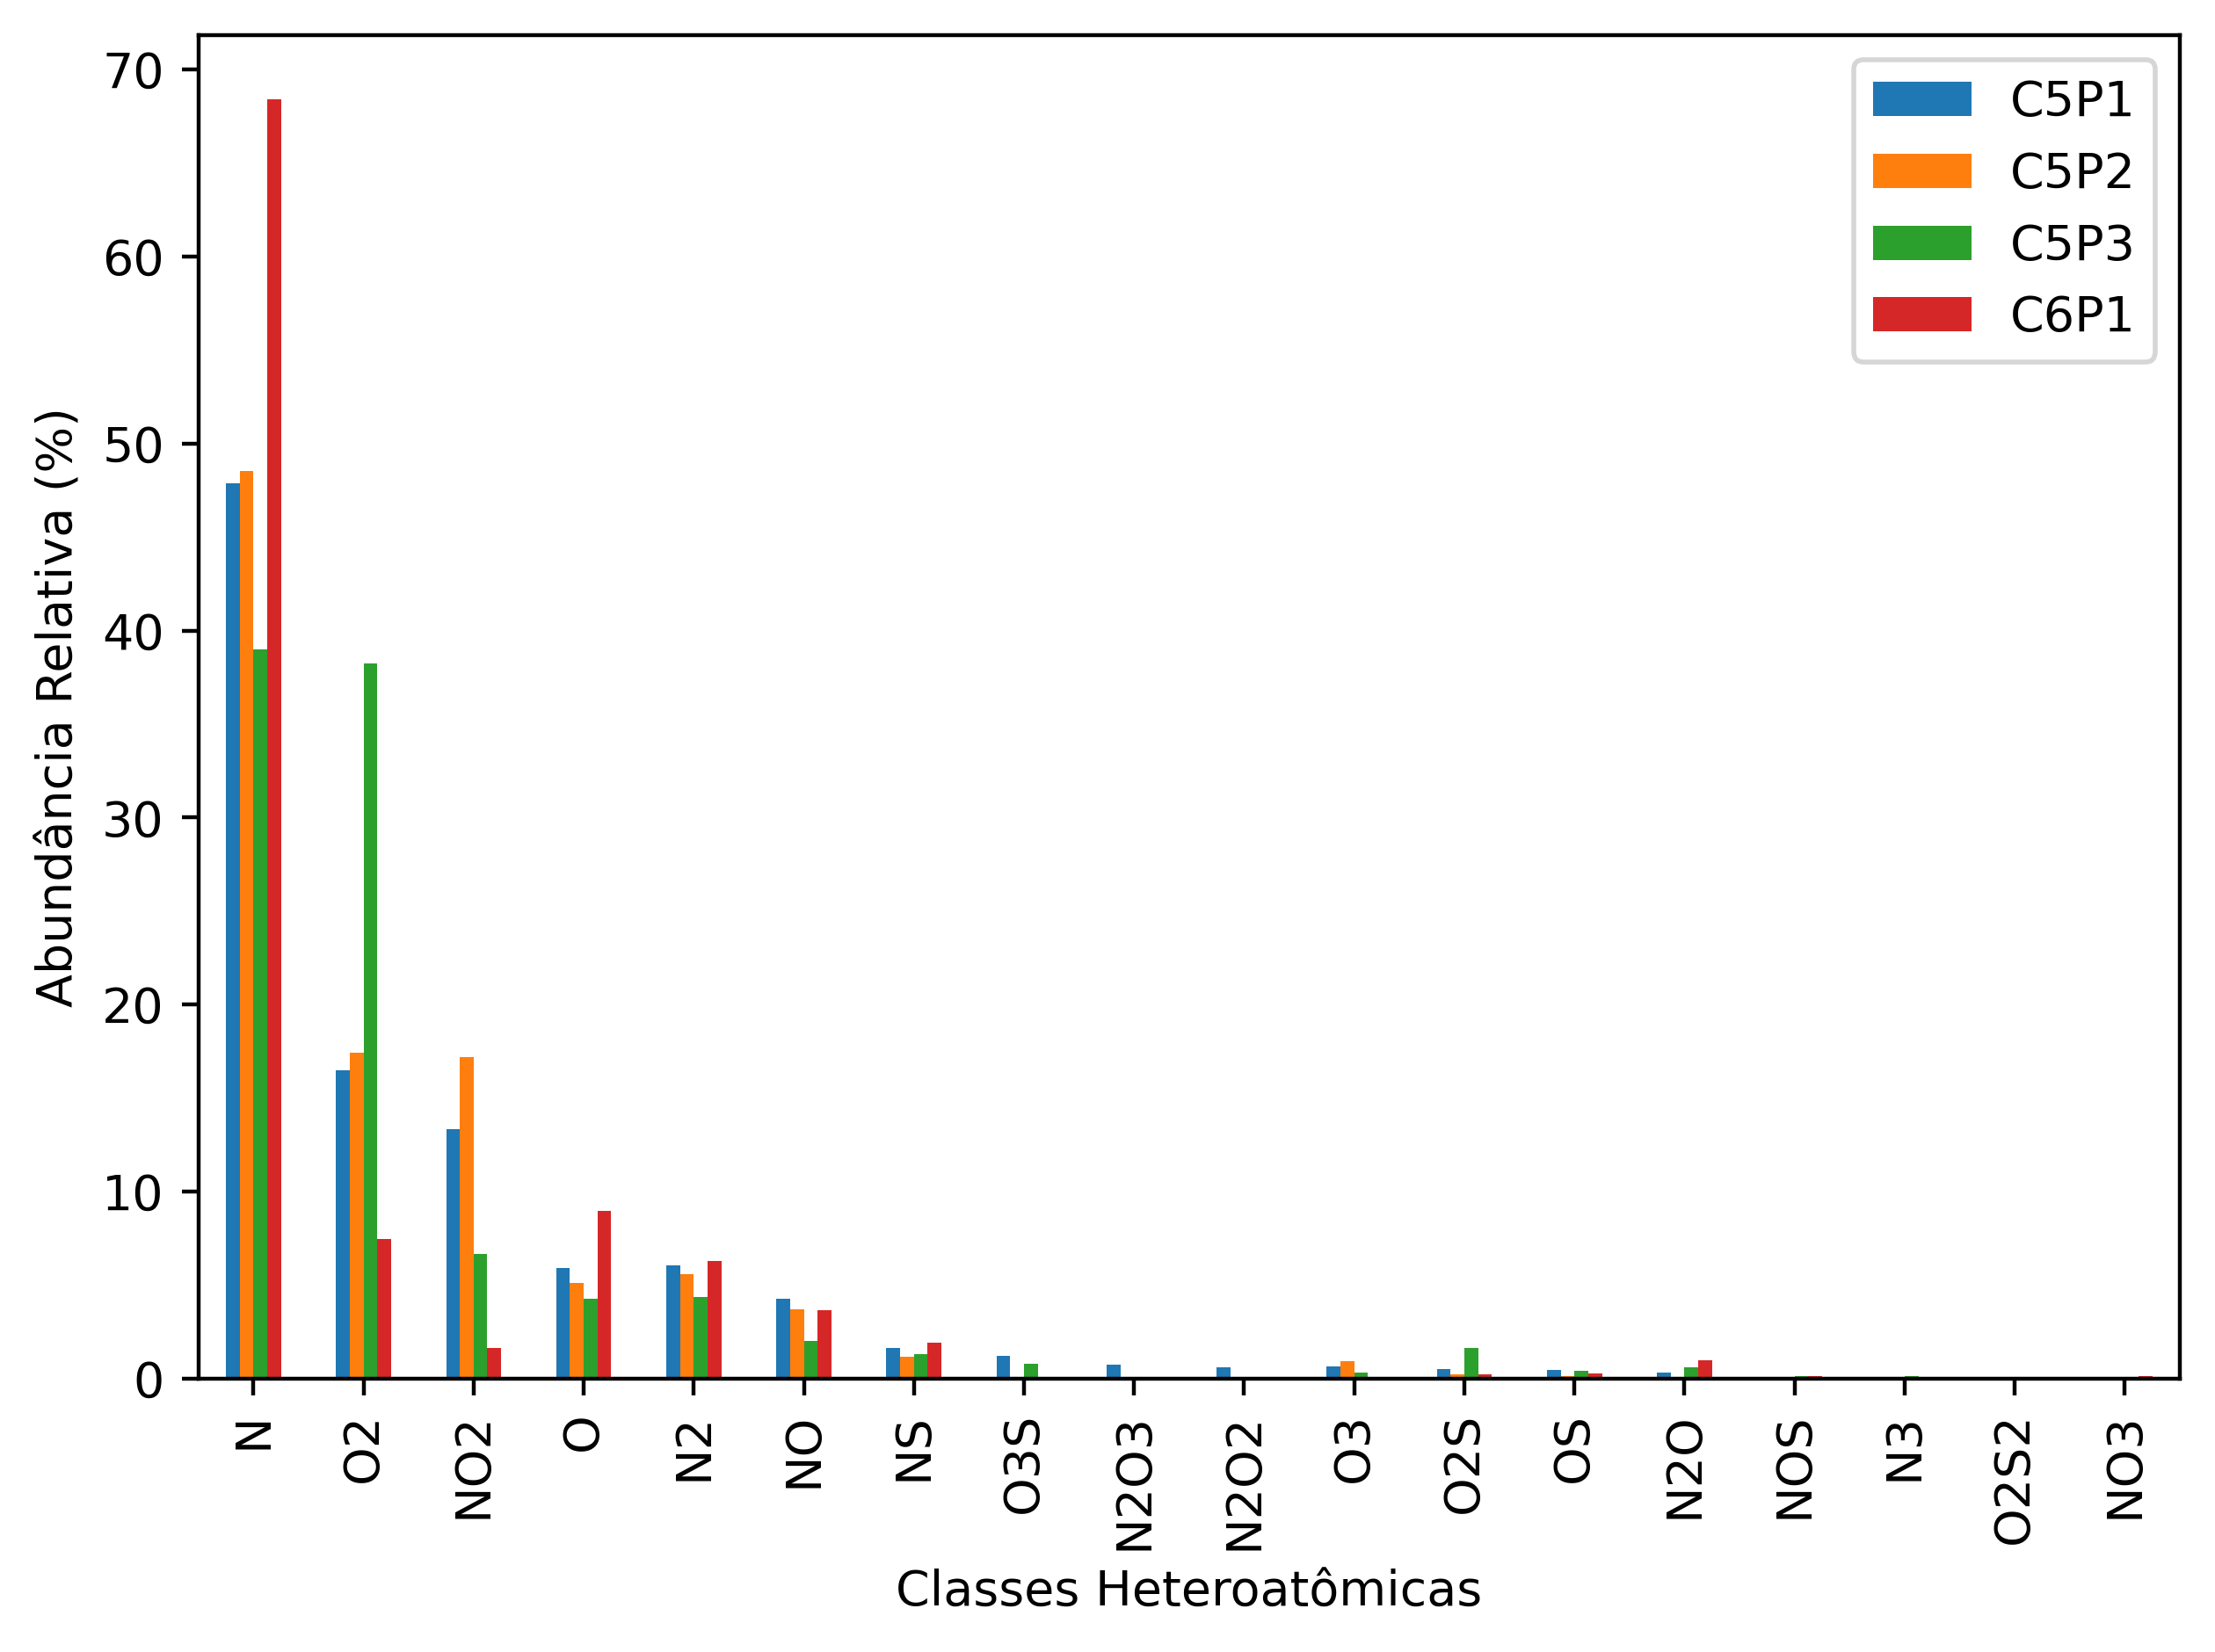 70
60
50
40
30
20
10
0
Abundância Relativa (%)
C5P1
C5P2
C5P3
C6P1
N
O2
NO2
O
N2
NO
NS
O3S
N2O3
N2O2
O3
O2S
OS
N2O
NOS
N3
O2S2
NO3
Classes Heteroatômicas